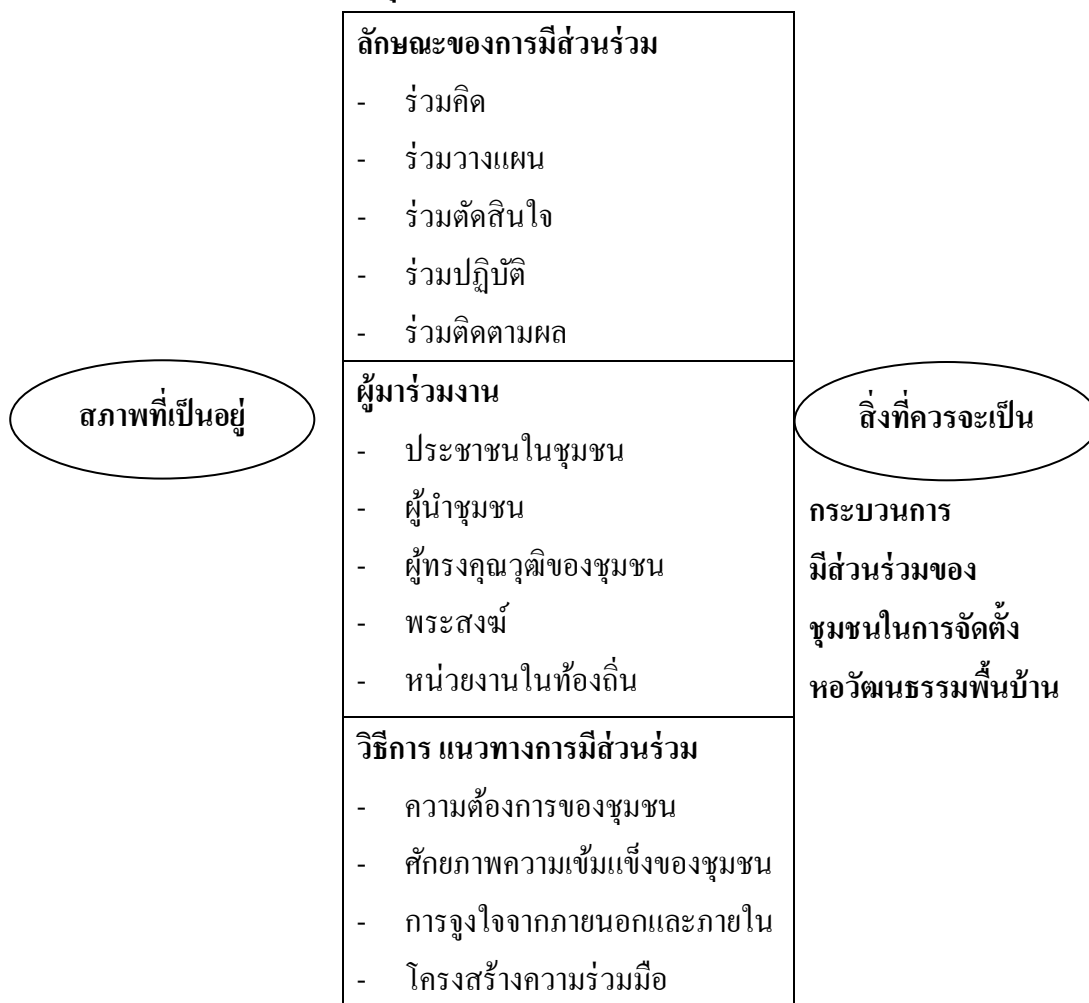 ลักษณะของการมีส่วนร่วม
- ร่วมคิด
- ร่วมวางแผน
- ร่วมตัดสินใจ
- ร่วมปฏิบัติ
- ร่วมติดตามผล
สภาพที่เป็นอยู่
ผู้มาร่วมงาน
- ประชาชนในชุมชน
- ผู้นำชุมชน
- ผู้ทรงคุณวุฒิของชุมชน
- พระสงฆ์
- หน่วยงานในท้องถิ่น
วิธีการ แนวทางการมีส่วนร่วม
- ความต้องการของชุมชน
- ศักยภาพความเข้มแข็งของชุมชน
- การจูงใจจากภายนอกและภายใน
- โครงสร้างความร่วมมือ
สิ่งที่ควรจะเป็น
กระบวนการ
มีส่วนร่วมของ
ชุมชนในการจัดตั้ง
หอวัฒนธรรมพื้นบ้าน